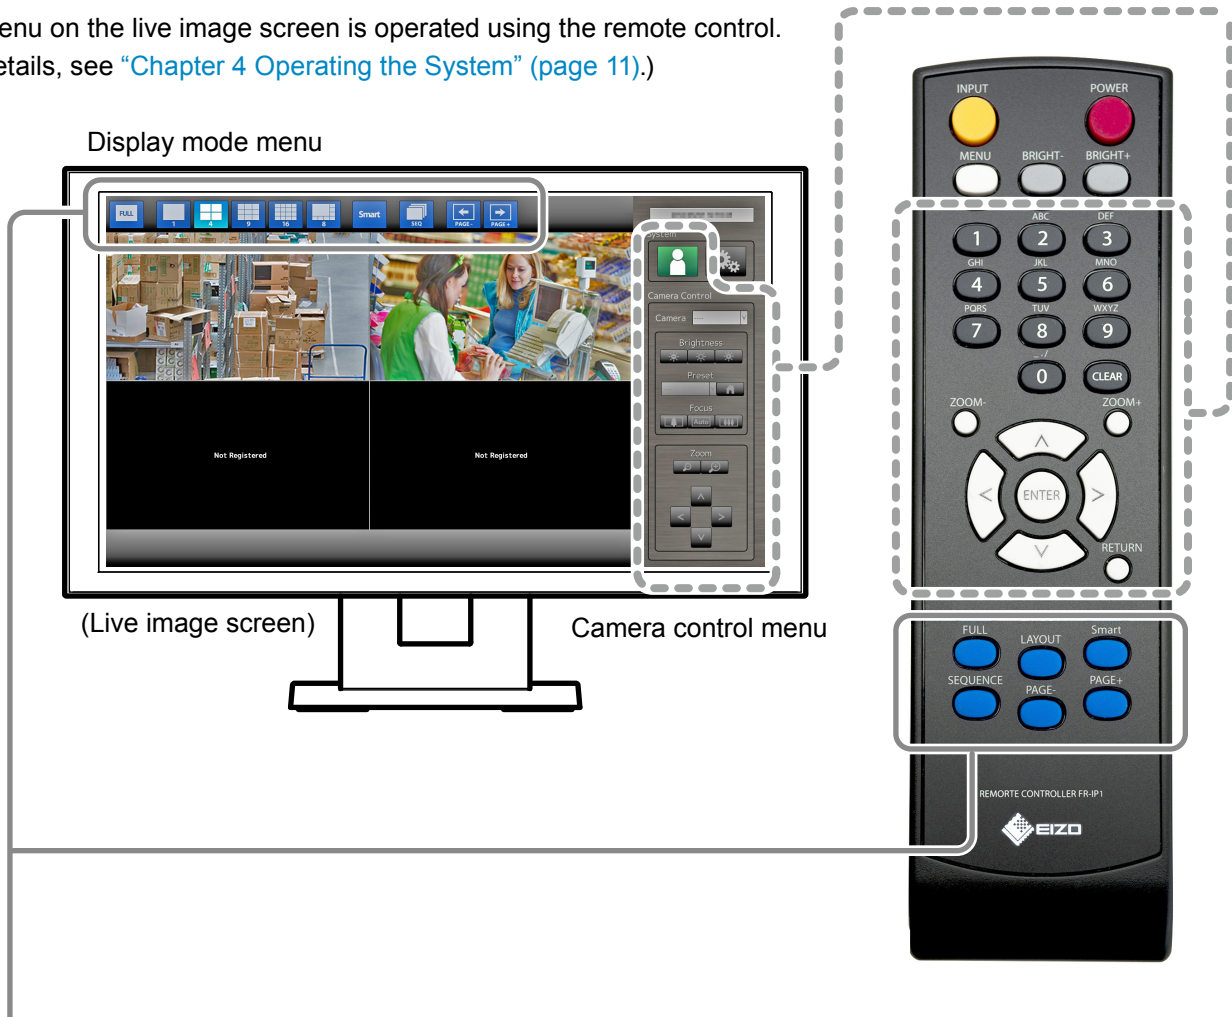 enu on the live image screen is operated using the remote control.
etails, see “Chapter 4 Operating the System” (page 11).)
Display mode menu
FULL
1
4
9
16
8
Smart
SEQ
PAGE-
PAGE+
System
Camera Control
Camera ---
Brightness
Preset
Focus
Auto
Zoom
Not Registered
Not Registered
(Live image screen)
Camera control menu
INPUT
POWER
MENU
BRIGHT-
BRIGHT+
ABC
DEF
1
2
3
GHI
JKL
MNO
4
5
6
PQRS
TUV
WXYZ
7
8
9
_ . /
0
CLEAR
ZOOM-
ZOOM+
ENTER
RETURN
FULL
LAYOUT
Smart
SEQUENCE
PAGE-
PAGE+
REMORTE CONTROLLER FR-IP1
EIZO